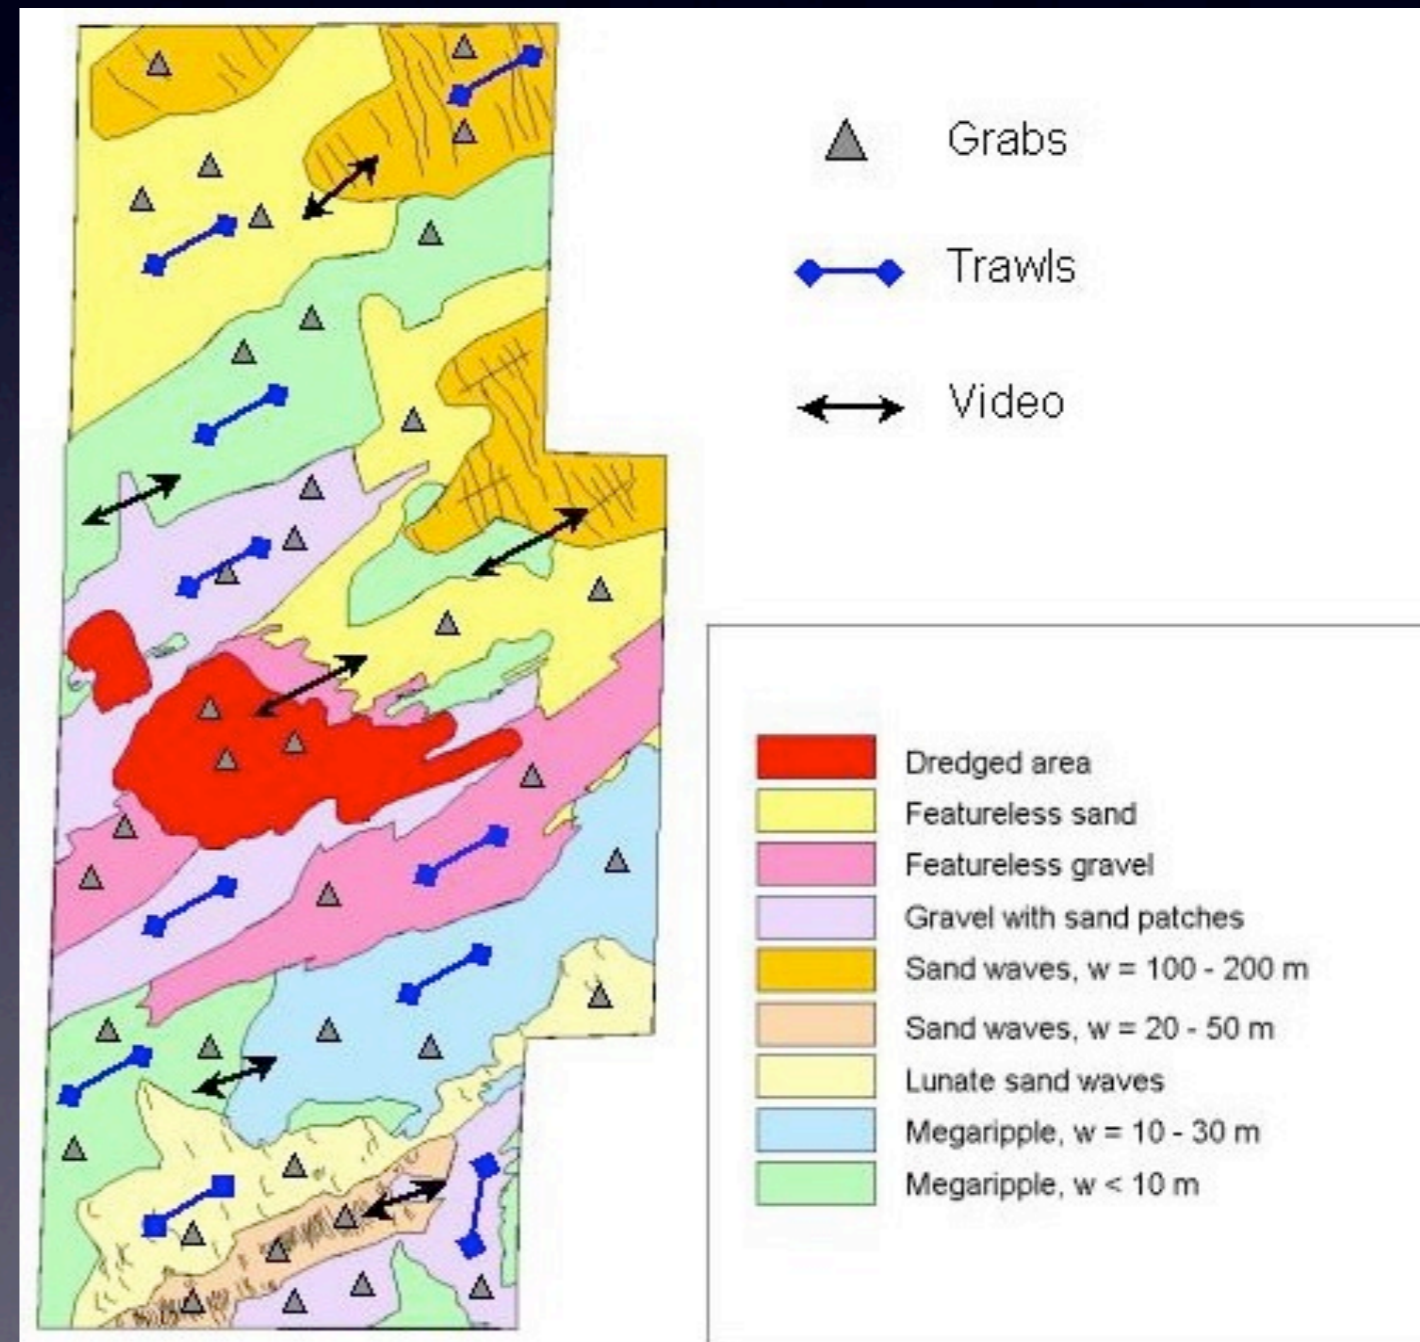 Grabs
Trawls
Video
Dredged area
Featureless sand
Featureless gravel
Gravel with sand patches
Sand waves, w = 100 - 200 m
Sand waves, w = 20 - 50 m
Lunate sand waves
Megaripple, w = 10 - 30 m
Megaripple, w < 10 m